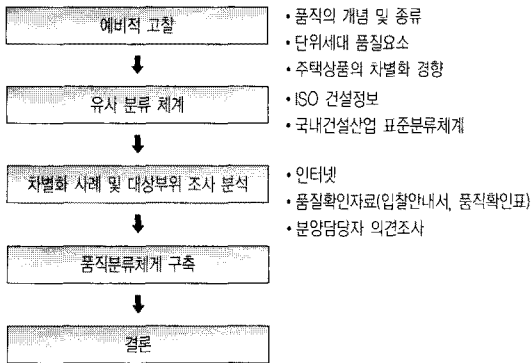 예비적 고찰
• 품직의 개념 및 종류
• 단위세대 품질요소
• 주택상품의 차별화 경향
유사 분류 체계
• ISO 건설정보
• 국내건설산업 표준분류체계
차별화 사례 및 대상부위 조사 분석
• 인터넷
• 품질확인자료(입찰안내서, 품직확인표)
• 분양담당자 의견조사
품직분류체계 구축
결론